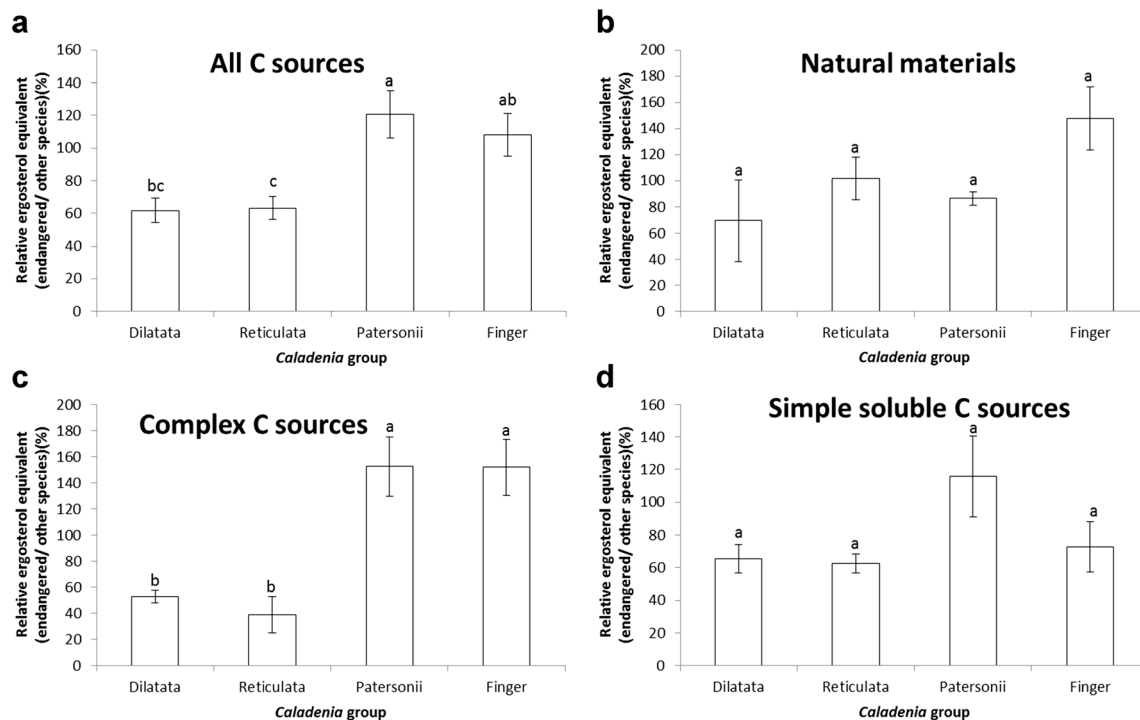 a
All C sources
Relative ergosterol equivalent
(endangered/ other species)(%)
160
140
120
100
80
60
40
20
0
bc
c
a
ab
Dilatata
Reticulata
Patersonii
Finger
Caladenia group
b
Natural materials
Relative ergosterol equivalent
(endangered/ other species)(%)
200
180
160
140
120
100
80
60
40
20
0
a
a
a
a
Dilatata
Reticulata
Patersonii
Finger
Caladenia group
c
Complex C sources
Relative ergosterol equivalent
(endangered/ other species)(%)
200
180
160
140
120
100
80
60
40
20
0
b
b
a
a
Dilatata
Reticulata
Patersonii
Finger
Caladenia group
d
Simple soluble C sources
Relative ergosterol equivalent
(endangered/ other species)(%)
160
140
120
100
80
60
40
20
0
a
a
a
a
Dilatata
Reticulata
Patersonii
Finger
Caladenia group